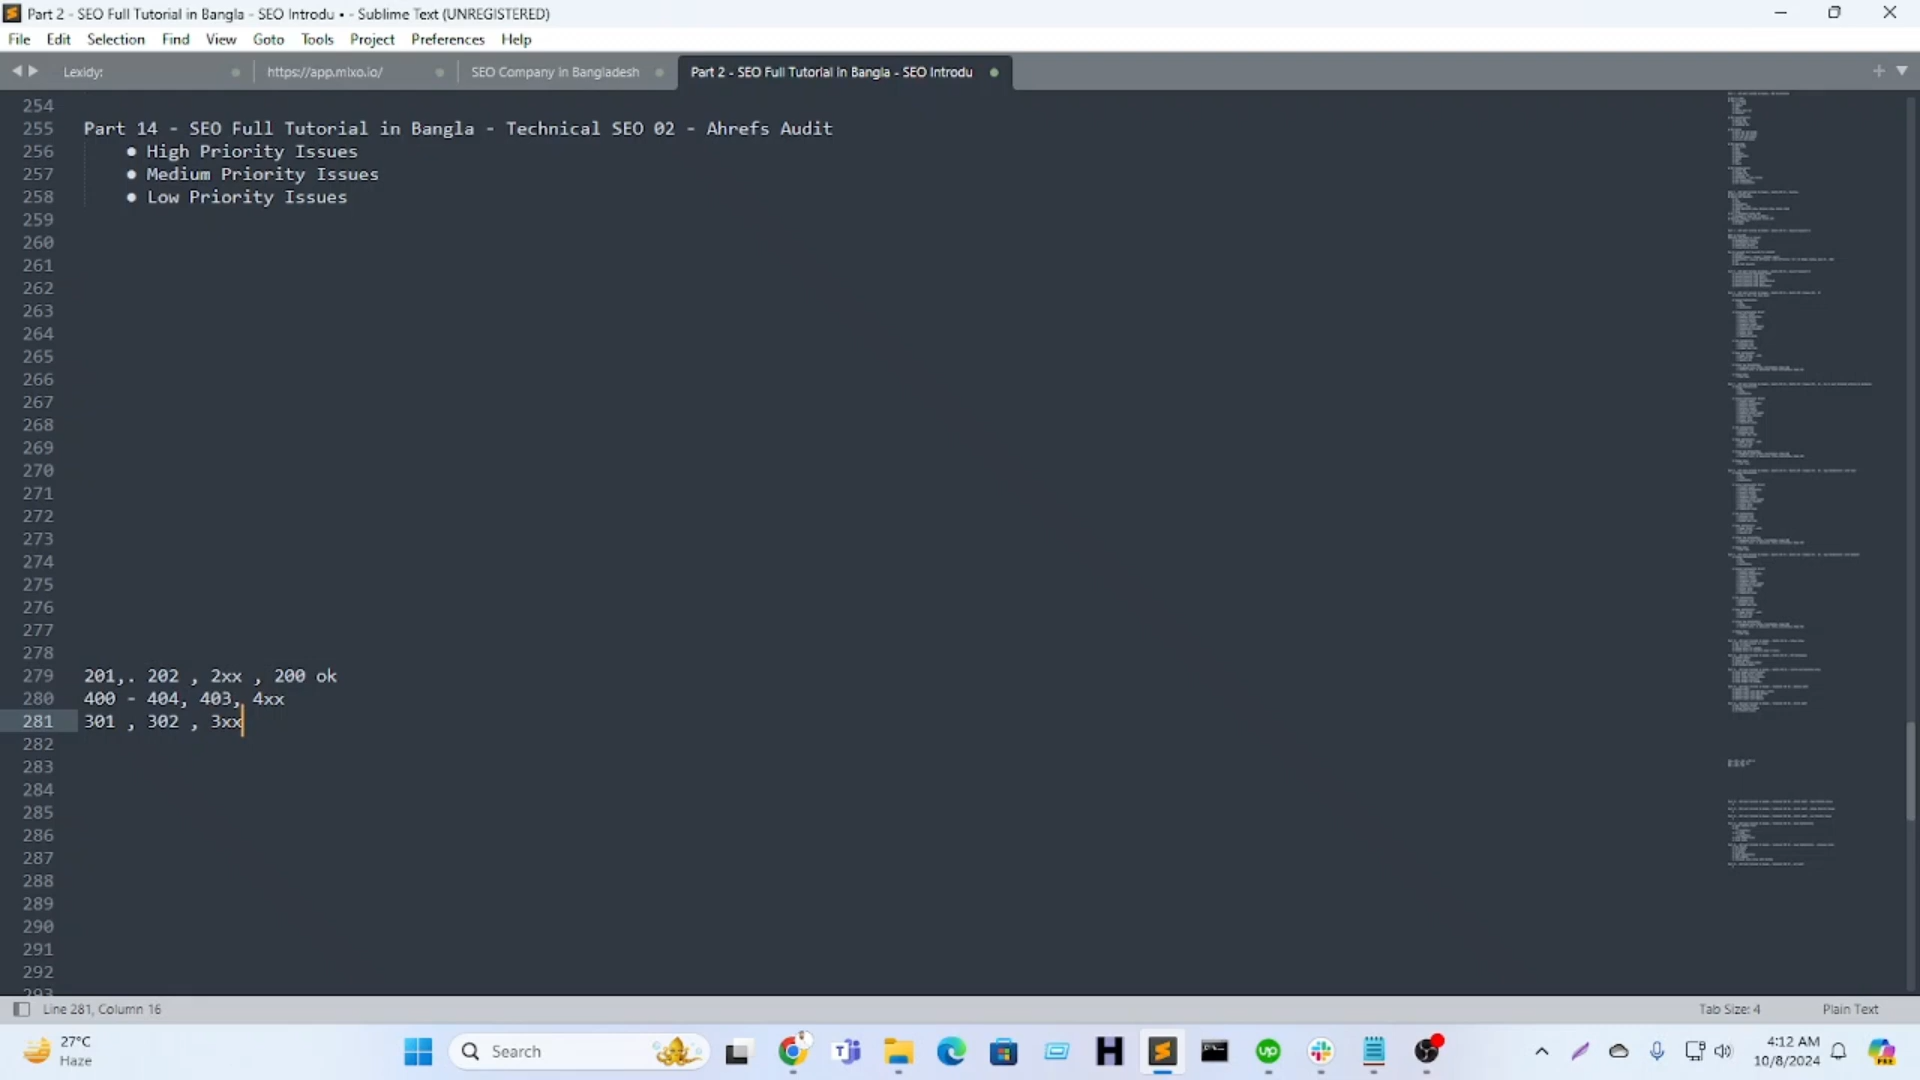 Part 2 - SEO Full Tutorial in Bangla - SEO Introdu • - Sublime Text (UNREGISTERED)
File Edit Selection Find View Goto Tools Project Preferences Help
Lexidy: https://app.mixo.io/ SEO Company in Bangladesh Part 2 - SEO Full Tutorial in Bangla - SEO Introdu
254
255 Part 14 - SEO Full Tutorial in Bangla - Technical SEO 02 - Ahrefs Audit
256 ● High Priority Issues
257 ● Medium Priority Issues
258 ● Low Priority Issues
259
260
261
262
263
264
265
266
267
268
269
270
271
272
273
274
275
276
277
278
279 201,. 202 , 2xx , 200 ok
280 400 - 404, 403, 4xx
281 301 , 302 , 3xx
282
283
284
285
286
287
288
289
290
291
292
293
Line 281, Column 16 Tab Size: 4 Plain Text
27°C
Haze
Search
4:12 AM
10/8/2024